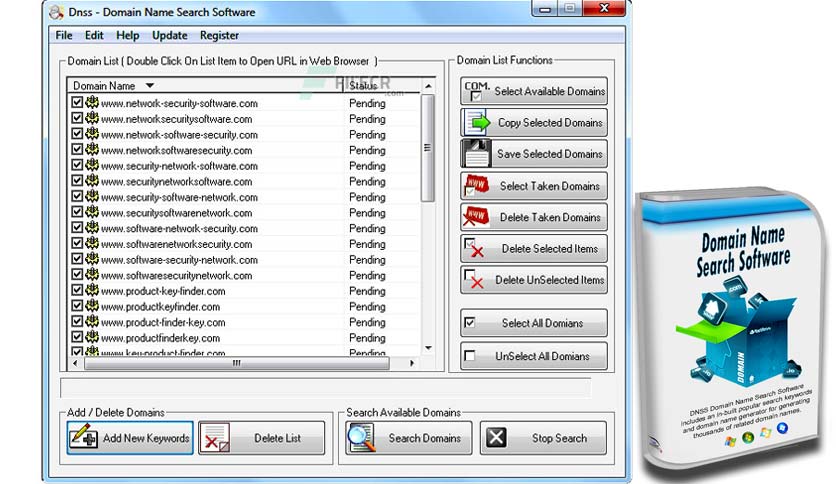 Dnss - Domain Name Search Software
File Edit Help Update Register
Domain List ( Double Click On List Item to Open URL in Web Browser )
Domain Name Status
www.network-security-software.com Pending
www.networksecuritysoftware.com Pending
www.network-software-security.com Pending
www.networksoftwaresecurity.com Pending
www.security-network-software.com Pending
www.securitynetworksoftware.com Pending
www.security-software-network.com Pending
www.securitysoftwarenetwork.com Pending
www.software-network-security.com Pending
www.softwarenetworksecurity.com Pending
www.software-security-network.com Pending
www.softwaresecuritynetwork.com Pending
www.product-key-finder.com Pending
www.productkeyfinder.com Pending
www.product-finder-key.com Pending
www.productfinderkey.com Pending
www.key-product-finder.com Pending
FILECR
.com
Domain List Functions
COM.
Select Available Domains
Copy Selected Domains
Save Selected Domains
WWW
Select Taken Domains
WWW
Delete Taken Domains
Delete Selected Items
Delete UnSelected Items
Select All Domians
UnSelect All Domians
Add / Delete Domains
Add New Keywords
Delete List
Search Available Domains
Search Domains
Stop Search
Domain Name
Search Software
.com
DOMAIN
DNSS Domain Name Search Software
includes an in-built popular search keywords
and domain name generator for generating
thousands of related domain names.